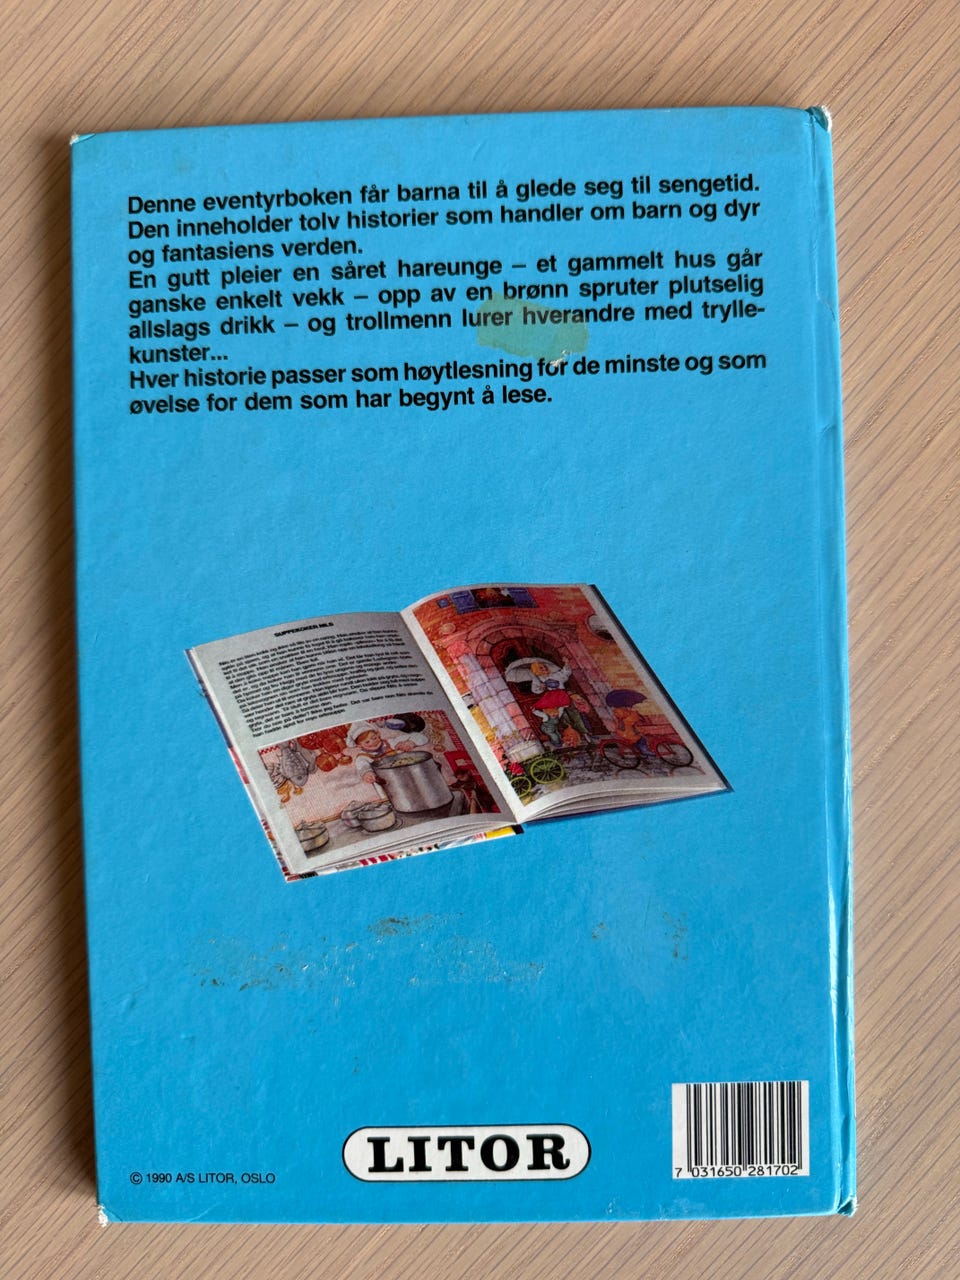 Denne eventyrboken får barna til å glede seg til sengetid.
Den inneholder tolv historier som handler om barn og dyr
og fantasiens verden.
En gutt pleier en såret hareunge – et gammelt hus går
ganske enkelt vekk – opp av en brønn spruter plutselig
allslags drikk – og trollmenn lurer hverandre med trylle-
kunster...
Hver historie passer som høytlesning for de minste og som
øvelse for dem som har begynt å lese.
SUPPEKOKER NILS
LITOR
© 1990 A/S LITOR, OSLO
7 031650 281702